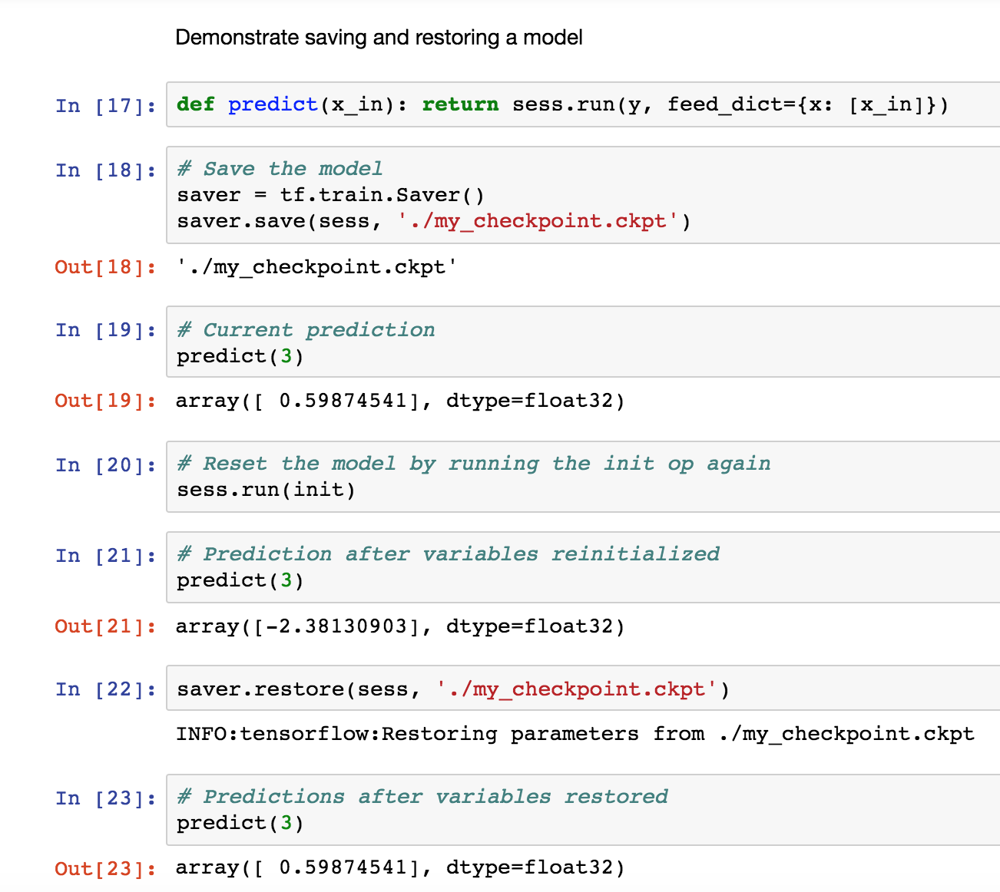 Demonstrate saving and restoring a model
In [17]: def predict(x_in): return sess.run(y, feed_dict={x: [x_in]})
In [18]: # Save the model
saver = tf.train.Saver()
saver.save(sess, './my_checkpoint.ckpt')
Out[18]: './my_checkpoint.ckpt'
In [19]: # Current prediction
predict(3)
Out[19]: array([ 0.59874541], dtype=float32)
In [20]: # Reset the model by running the init op again
sess.run(init)
In [21]: # Prediction after variables reinitialized
predict(3)
Out[21]: array([-2.38130903], dtype=float32)
In [22]: saver.restore(sess, './my_checkpoint.ckpt')
INFO:tensorflow:Restoring parameters from ./my_checkpoint.ckpt
In [23]: # Predictions after variables restored
predict(3)
Out[23]: array([ 0.59874541], dtype=float32)